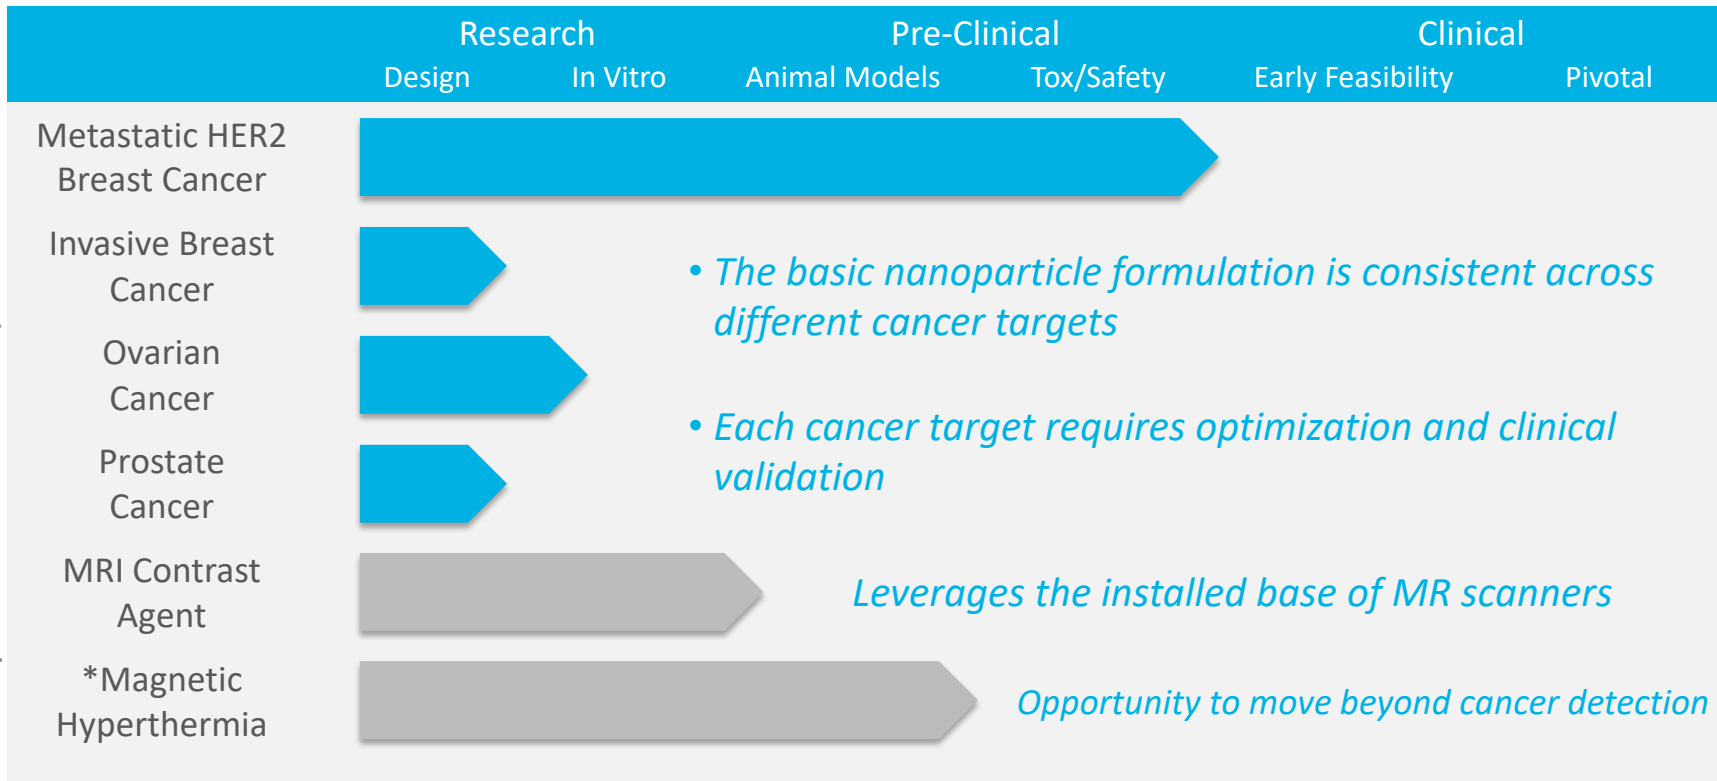 Research Pre-Clinical Clinical
Design In Vitro Animal Models Tox/Safety Early Feasibility Pivotal
Metastatic HER2
Breast Cancer
Invasive Breast
Cancer
• The basic nanoparticle formulation is consistent across
different cancer targets
Ovarian
Cancer
• Each cancer target requires optimization and clinical
validation
Prostate
Cancer
MRI Contrast
Agent
Leverages the installed base of MR scanners
*Magnetic
Hyperthermia
Opportunity to move beyond cancer detection